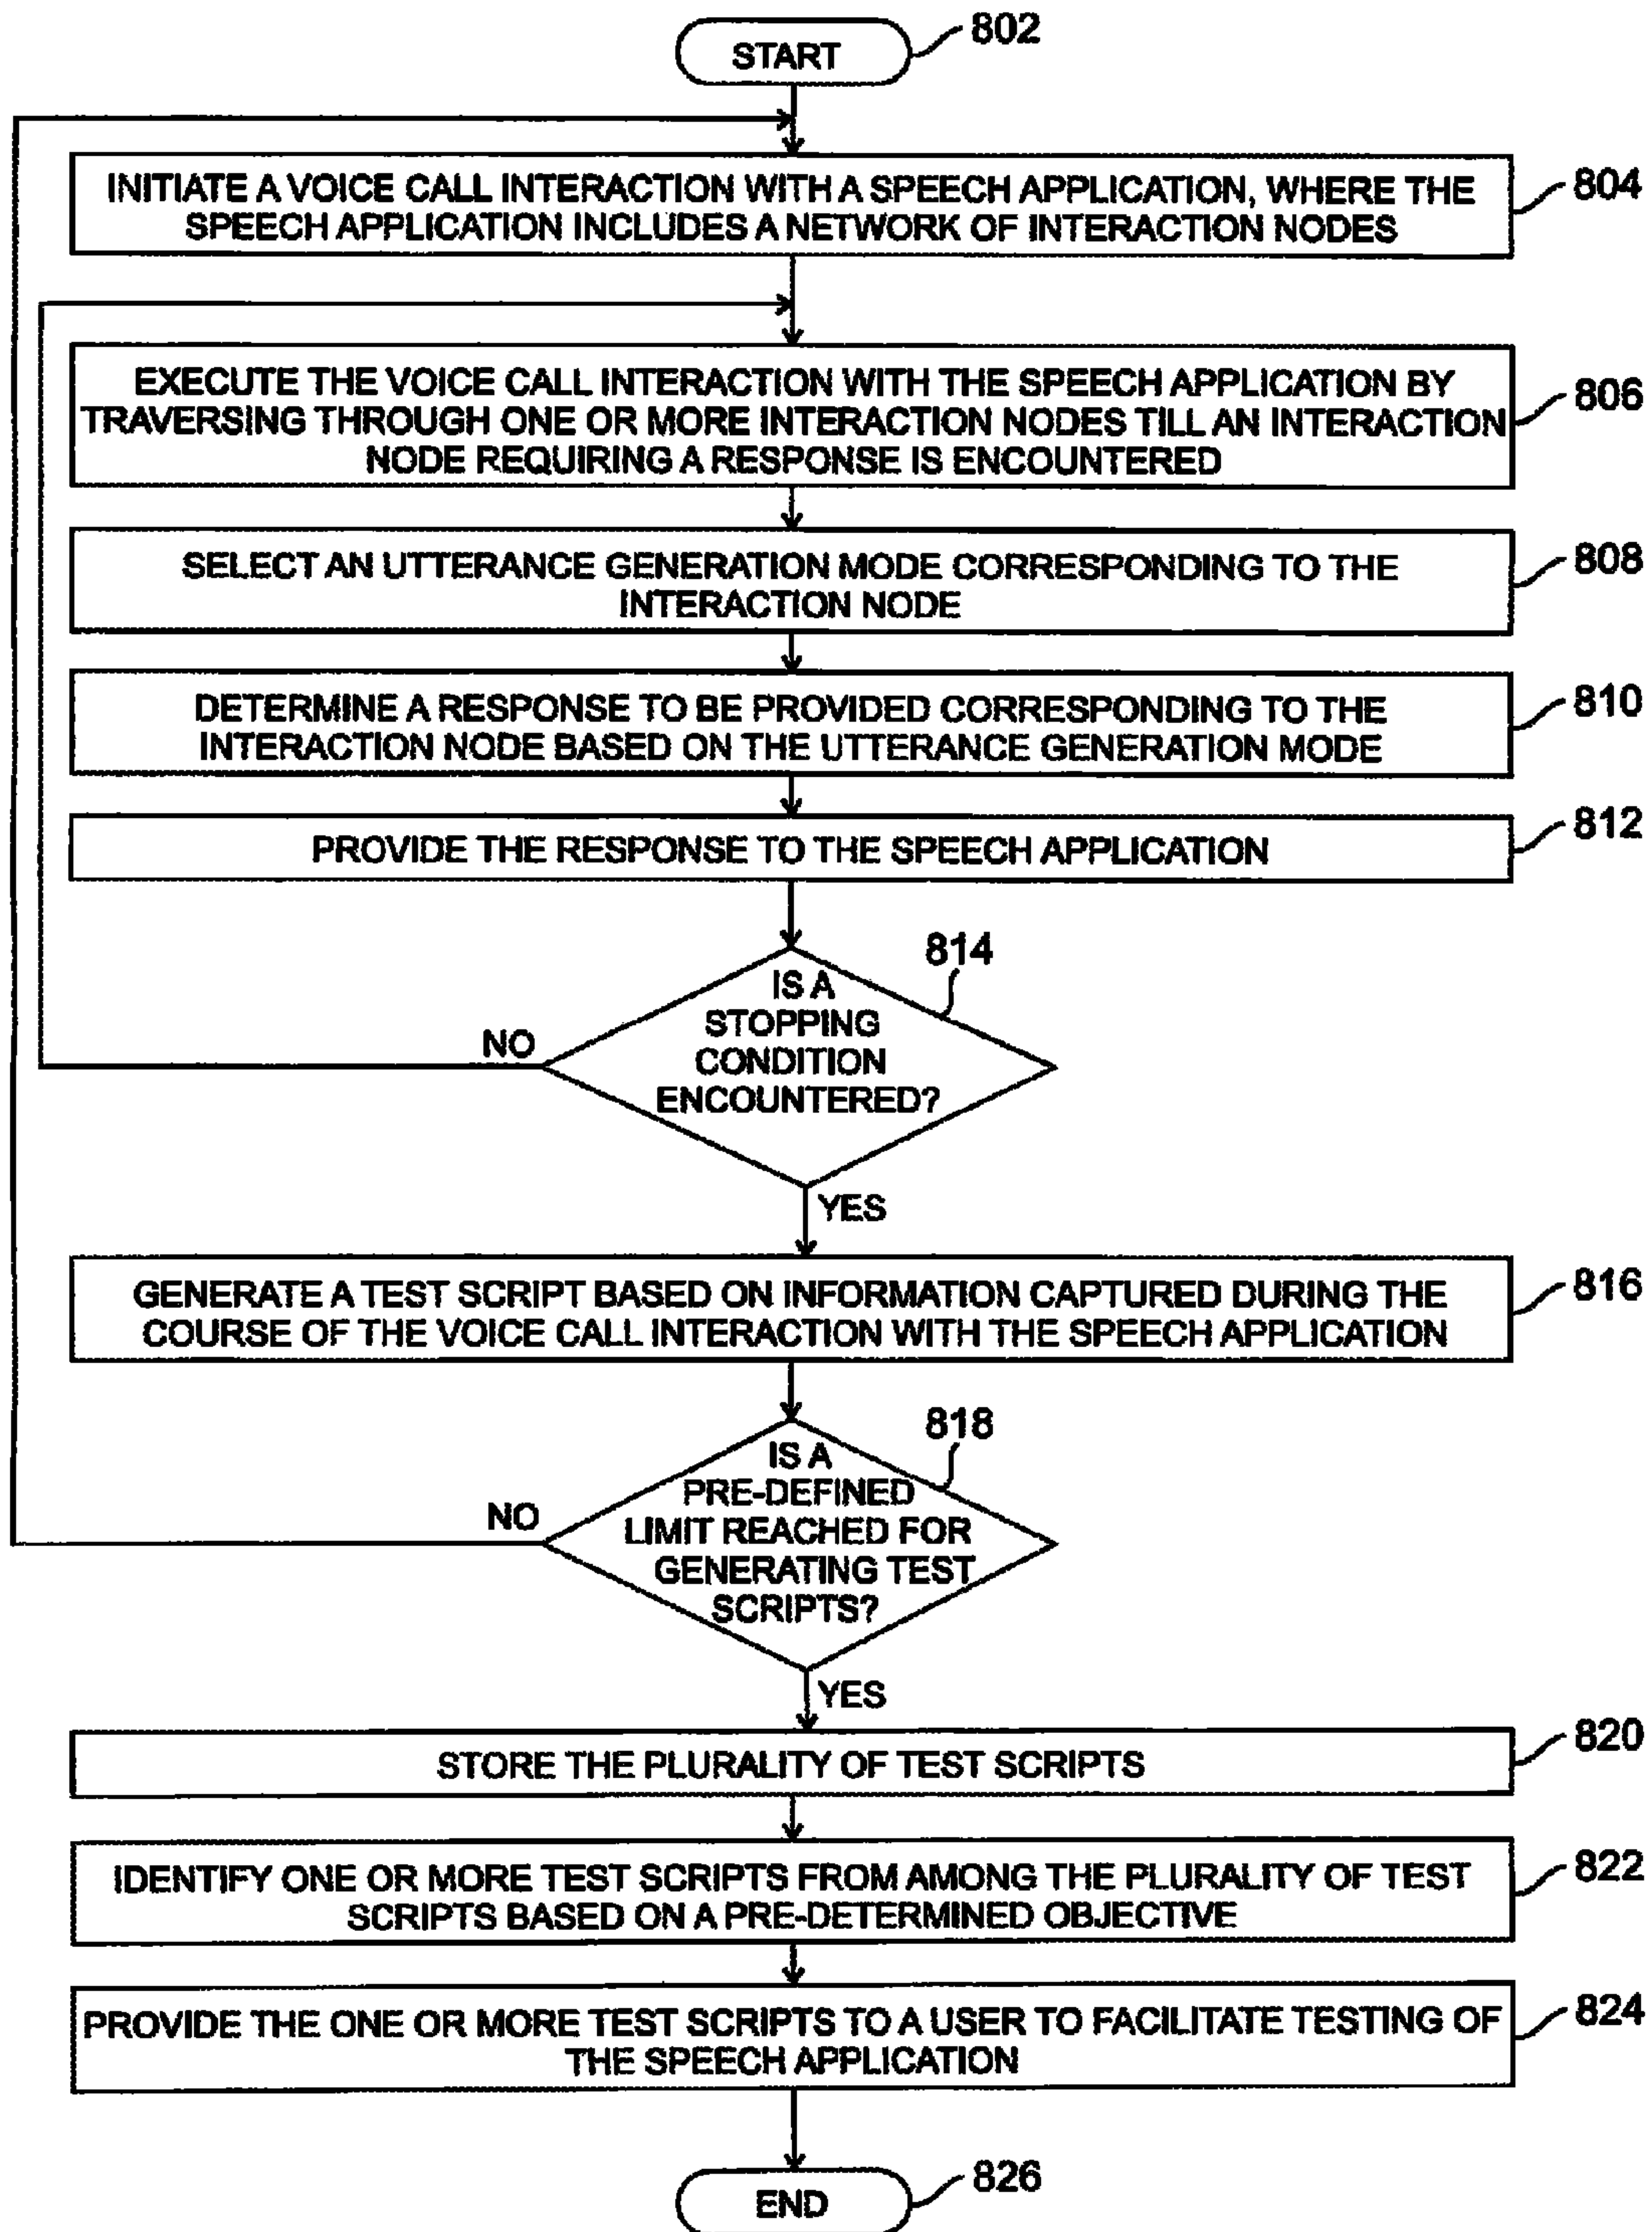 START
802
INITIATE A VOICE CALL INTERACTION WITH A SPEECH APPLICATION, WHERE THE
SPEECH APPLICATION INCLUDES A NETWORK OF INTERACTION NODES
804
EXECUTE THE VOICE CALL INTERACTION WITH THE SPEECH APPLICATION BY
TRAVERSING THROUGH ONE OR MORE INTERACTION NODES TILL AN INTERACTION
NODE REQUIRING A RESPONSE IS ENCOUNTERED
806
SELECT AN UTTERANCE GENERATION MODE CORRESPONDING TO THE
INTERACTION NODE
808
DETERMINE A RESPONSE TO BE PROVIDED CORRESPONDING TO THE
INTERACTION NODE BASED ON THE UTTERANCE GENERATION MODE
810
PROVIDE THE RESPONSE TO THE SPEECH APPLICATION
812
814
IS A
STOPPING
CONDITION
ENCOUNTERED?
NO
YES
GENERATE A TEST SCRIPT BASED ON INFORMATION CAPTURED DURING THE
COURSE OF THE VOICE CALL INTERACTION WITH THE SPEECH APPLICATION
816
818
IS A
PRE-DEFINED
LIMIT REACHED FOR
GENERATING TEST
SCRIPTS?
NO
YES
STORE THE PLURALITY OF TEST SCRIPTS
820
IDENTIFY ONE OR MORE TEST SCRIPTS FROM AMONG THE PLURALITY OF TEST
SCRIPTS BASED ON A PRE-DETERMINED OBJECTIVE
822
PROVIDE THE ONE OR MORE TEST SCRIPTS TO A USER TO FACILITATE TESTING OF
THE SPEECH APPLICATION
824
END
826